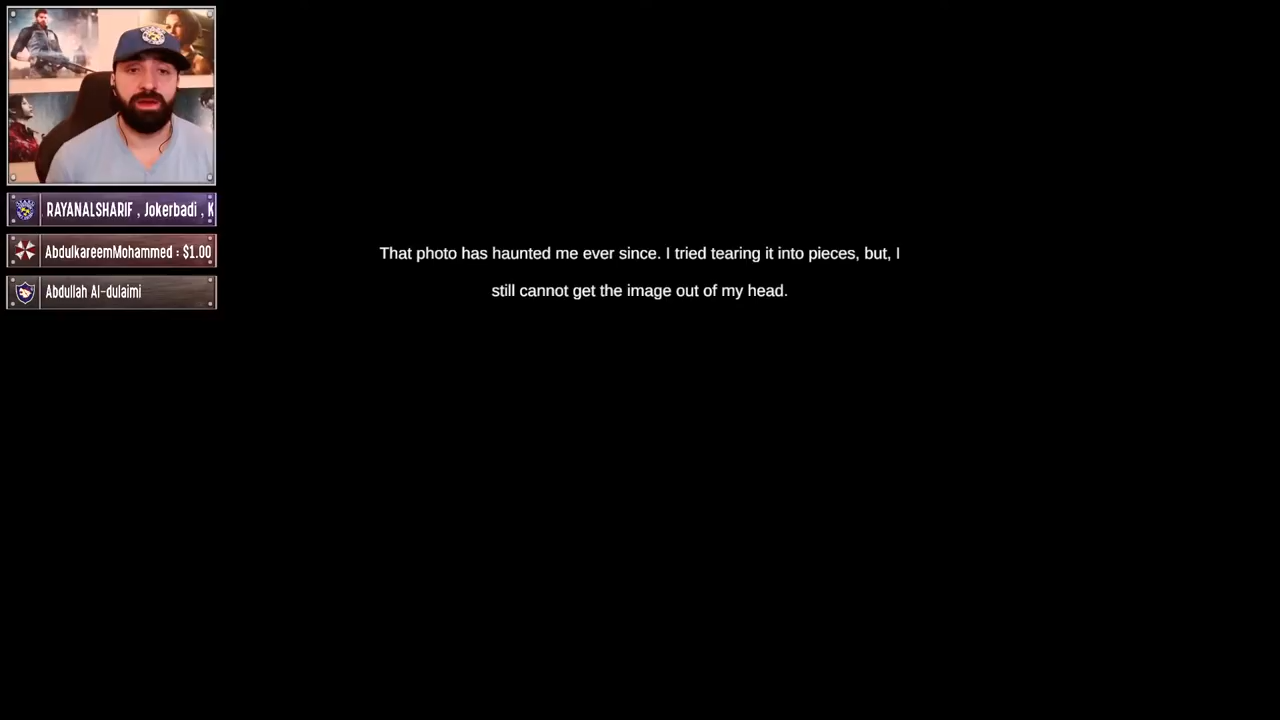 RAYANALSHARIF , Jokerbadi , K
AbdulkareemMohammed : $1.00
Abdullah Al-dulaimi
That photo has haunted me ever since. I tried tearing it into pieces, but, I
still cannot get the image out of my head.